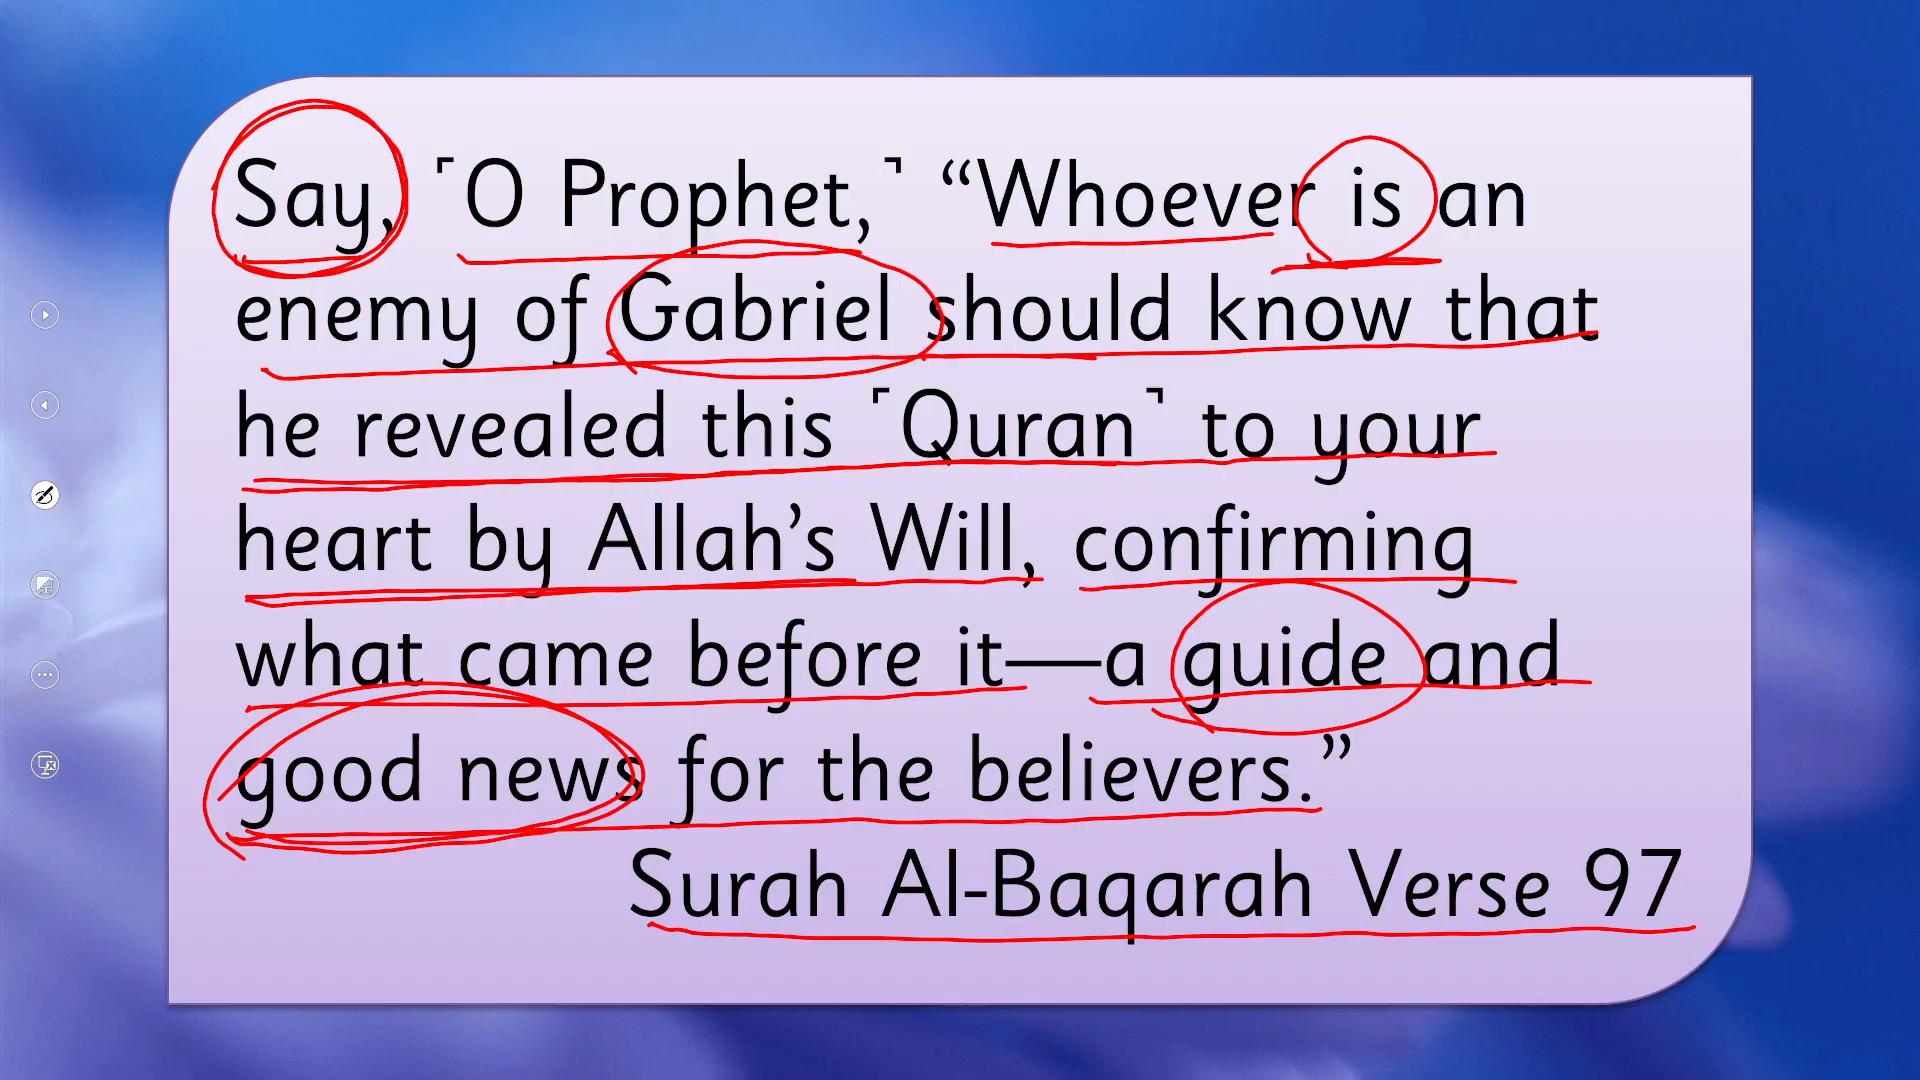 Say, ⸢O Prophet,⸣ “Whoever is an
enemy of Gabriel should know that
he revealed this ⸢Quran⸣ to your
heart by Allah’s Will, confirming
what came before it—a guide and
good news for the believers.”
Surah Al-Baqarah Verse 97